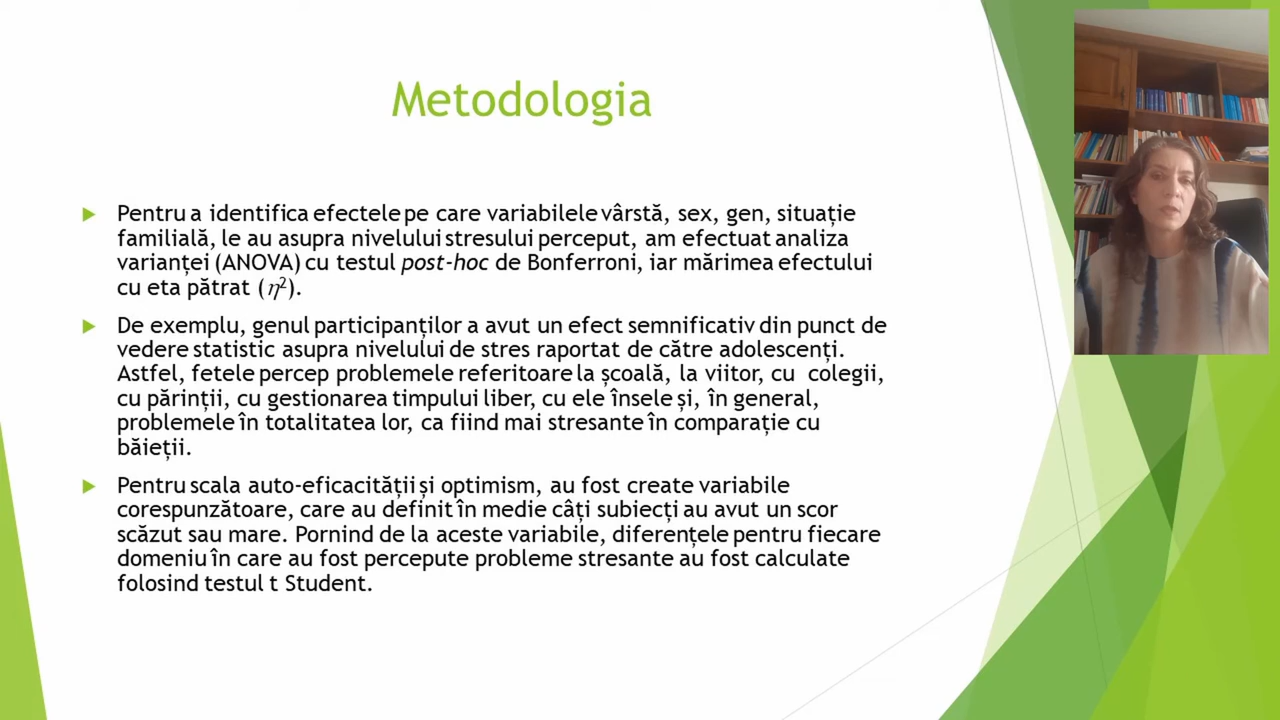 Metodologia
Pentru a identifica efectele pe care variabilele vârstă, sex, gen, situație
familială, le au asupra nivelului stresului perceput, am efectuat analiza
varianței (ANOVA) cu testul post-hoc de Bonferroni, iar mărimea efectului
cu eta pătrat (η²).
De exemplu, genul participanților a avut un efect semnificativ din punct de
vedere statistic asupra nivelului de stres raportat de către adolescenți.
Astfel, fetele percep problemele referitoare la școală, la viitor, cu colegii,
cu părinții, cu gestionarea timpului liber, cu ele însele și, în general,
problemele în totalitatea lor, ca fiind mai stresante în comparație cu
băieții.
Pentru scala auto-eficacității și optimism, au fost create variabile
corespunzătoare, care au definit în medie câți subiecți au avut un scor
scăzut sau mare. Pornind de la aceste variabile, diferențele pentru fiecare
domeniu în care au fost percepute probleme stresante au fost calculate
folosind testul t Student.